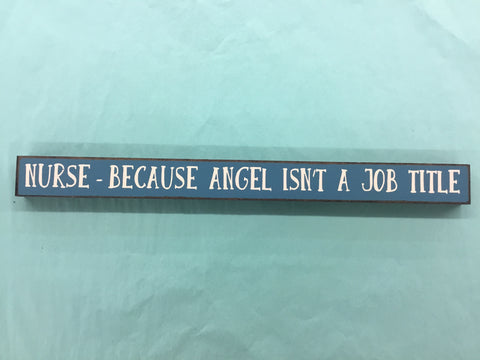 NURSE - BECAUSE ANGEL ISN'T A JOB TITLE